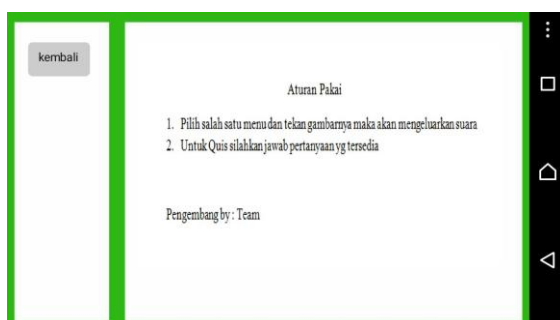 kembali
Aturan Pakai
1. Pilih salah satu menu dan tekan gambarnya maka akan mengeluarkan suara
2. Untuk Quis silahkan jawab pertanyaan yg tersedia
Pengembang by : Team